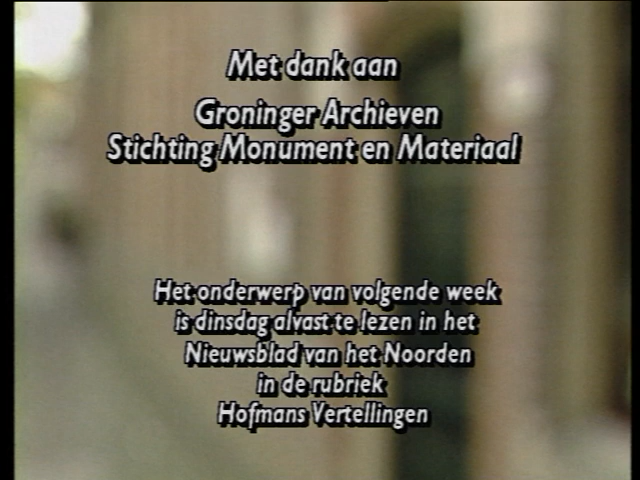 Met dank aan
Groninger Archieven
Stichting Monument en Materiaal
Het onderwerp van volgende week
is dinsdag alvast te lezen in het
Nieuwsblad van het Noorden
in de rubriek
Hofmans Vertellingen